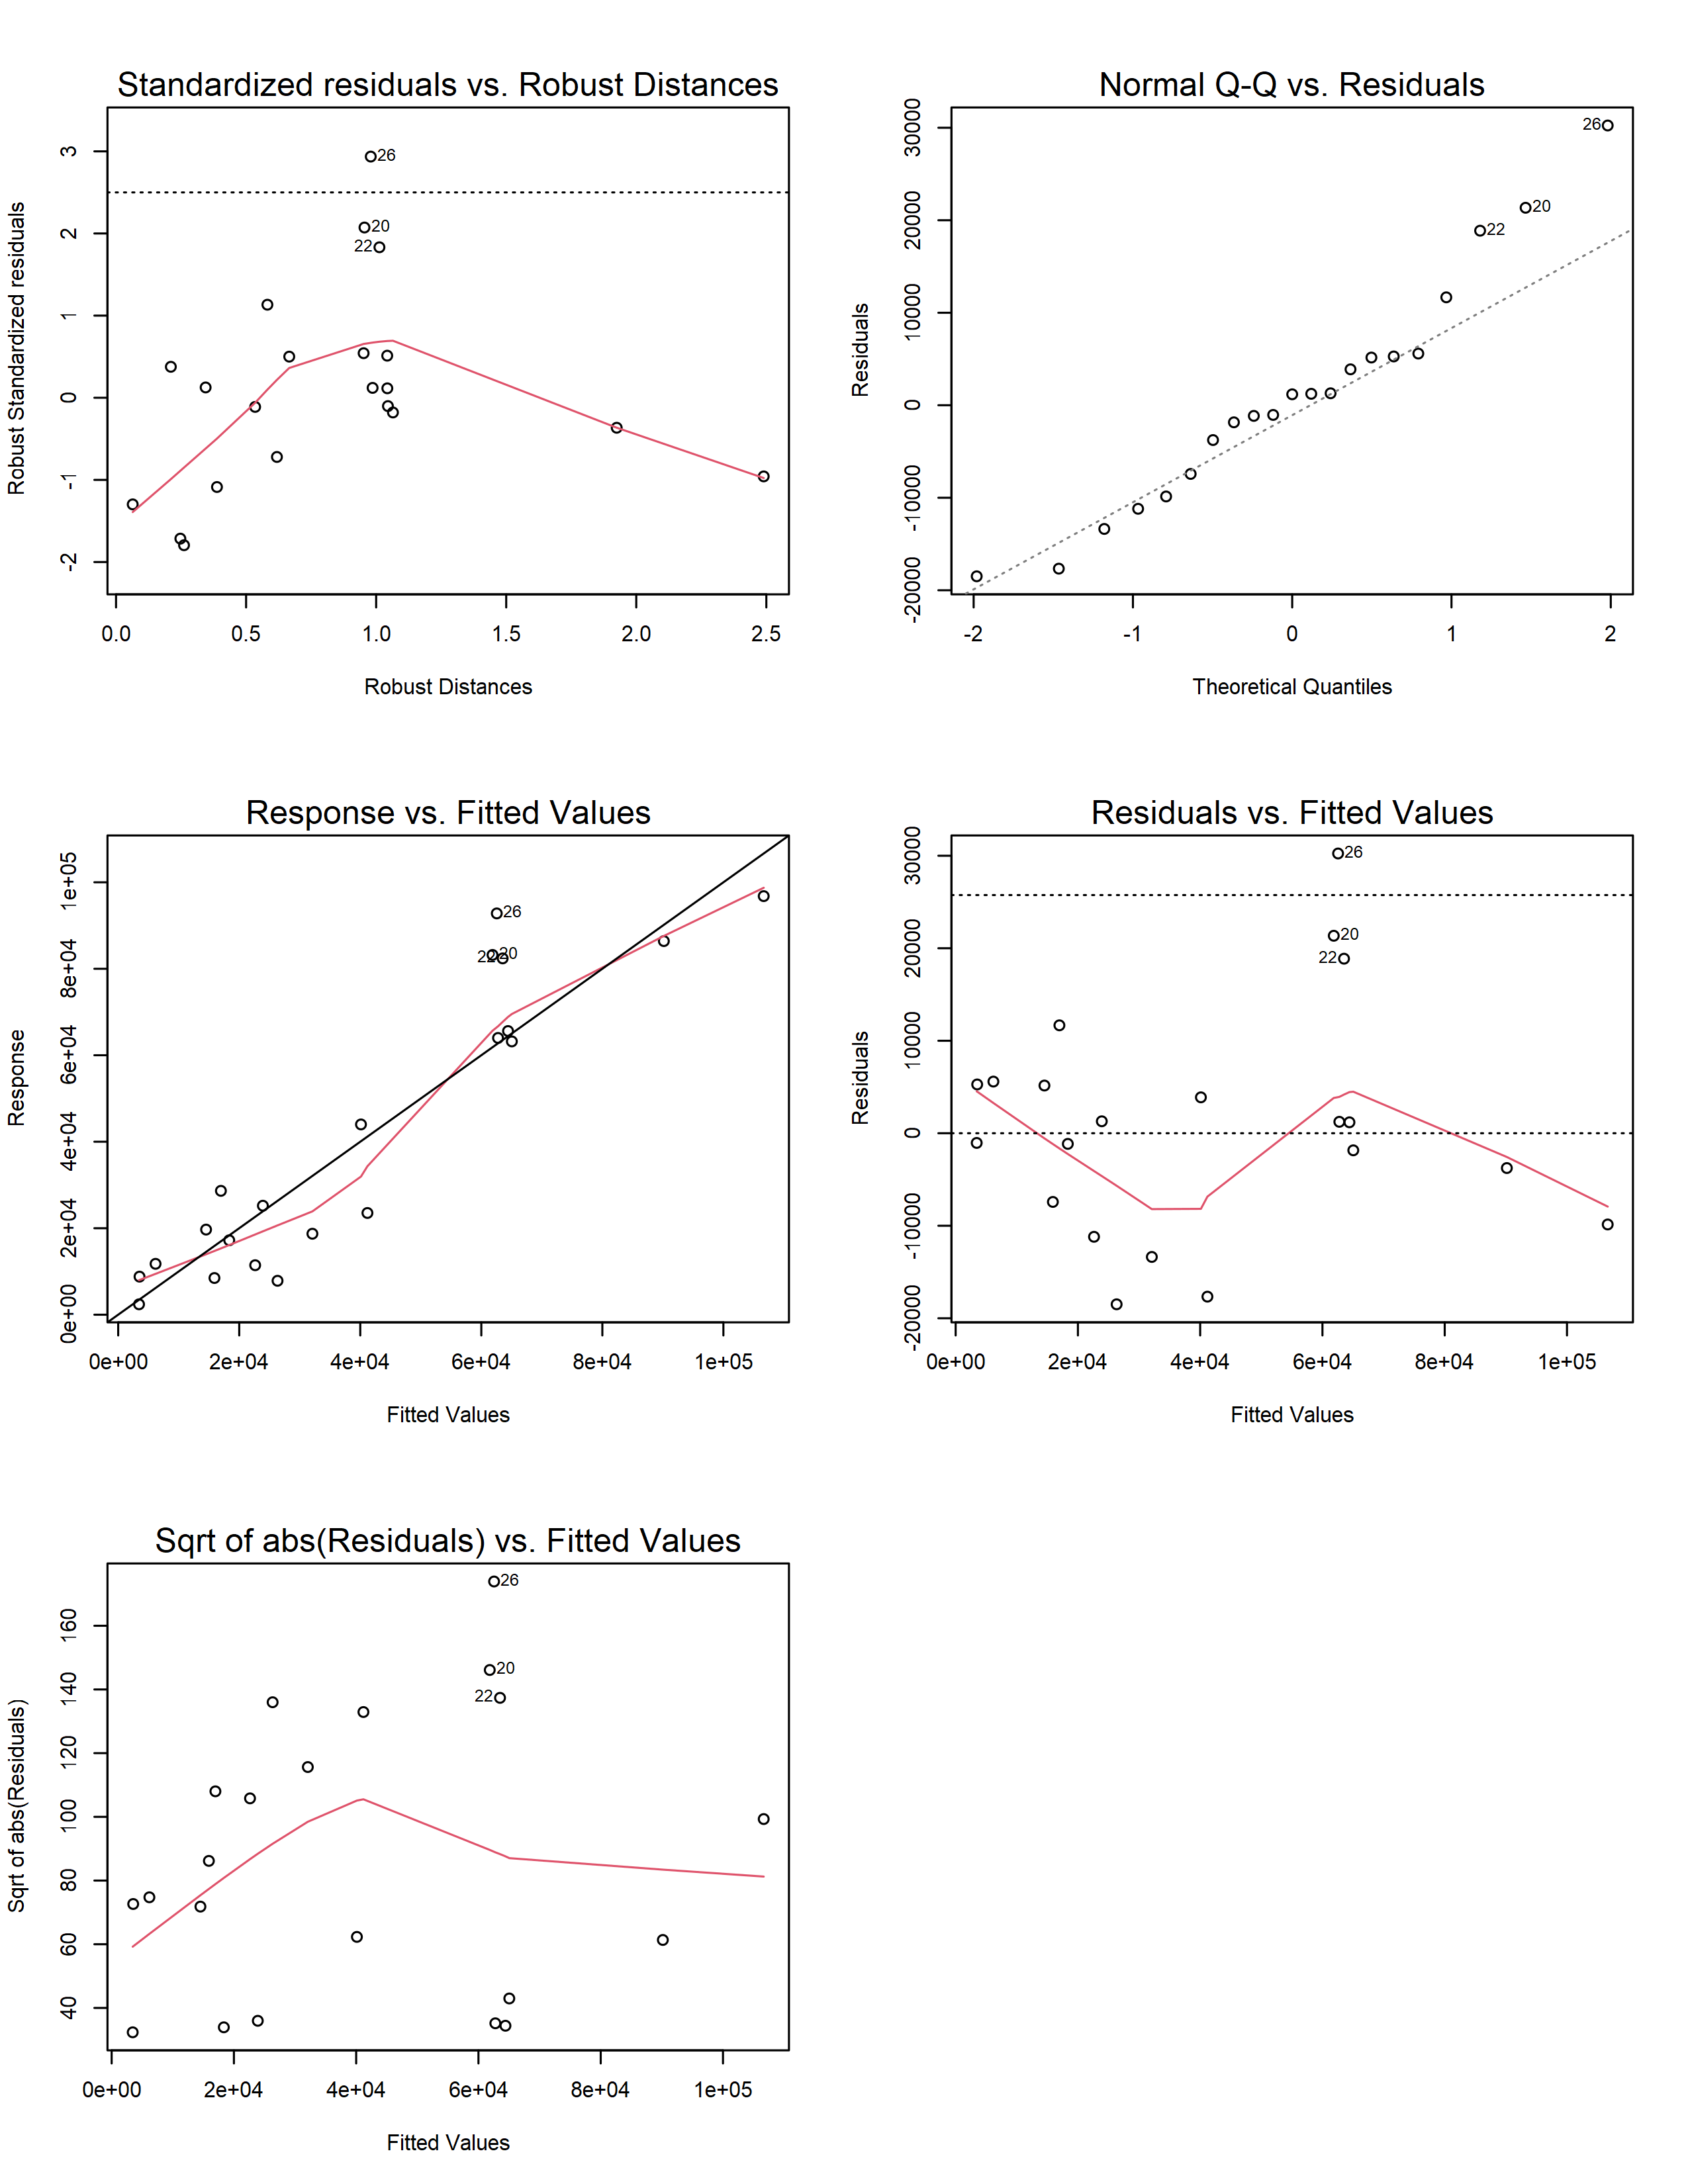 Standardized residuals vs. Robust Distances
Robust Standardized residuals
3
2
1
0
-1
-2
26
20
22
0.0 0.5 1.0 1.5 2.0 2.5
Robust Distances
Normal Q-Q vs. Residuals
Residuals
30000
20000
10000
0
-10000
-20000
26
20
22
-2 -1 0 1 2
Theoretical Quantiles
Response vs. Fitted Values
Response
1e+05
8e+04
6e+04
4e+04
2e+04
0e+00
26
22 20
0e+00 2e+04 4e+04 6e+04 8e+04 1e+05
Fitted Values
Residuals vs. Fitted Values
Residuals
30000
20000
10000
0
-10000
-20000
26
20
22
0e+00 2e+04 4e+04 6e+04 8e+04 1e+05
Fitted Values
Sqrt of abs(Residuals) vs. Fitted Values
Sqrt of abs(Residuals)
160
140
120
100
80
60
40
26
20
22
0e+00 2e+04 4e+04 6e+04 8e+04 1e+05
Fitted Values